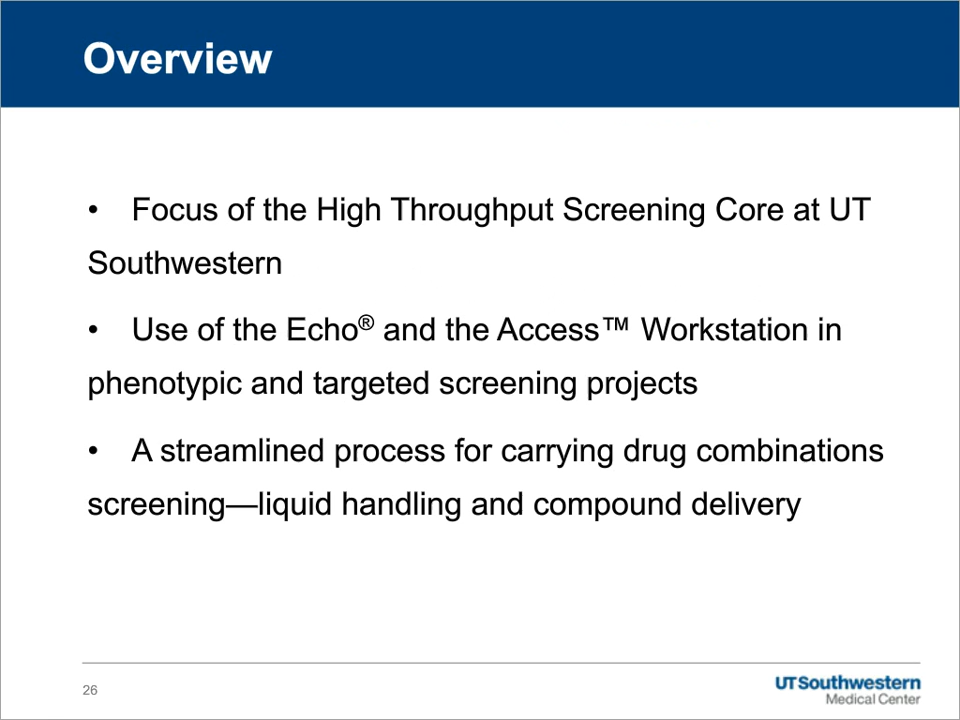 Overview
• Focus of the High Throughput Screening Core at UT
Southwestern
• Use of the Echo® and the Access™ Workstation in
phenotypic and targeted screening projects
• A streamlined process for carrying drug combinations
screening—liquid handling and compound delivery
26
UTSouthwestern
Medical Center